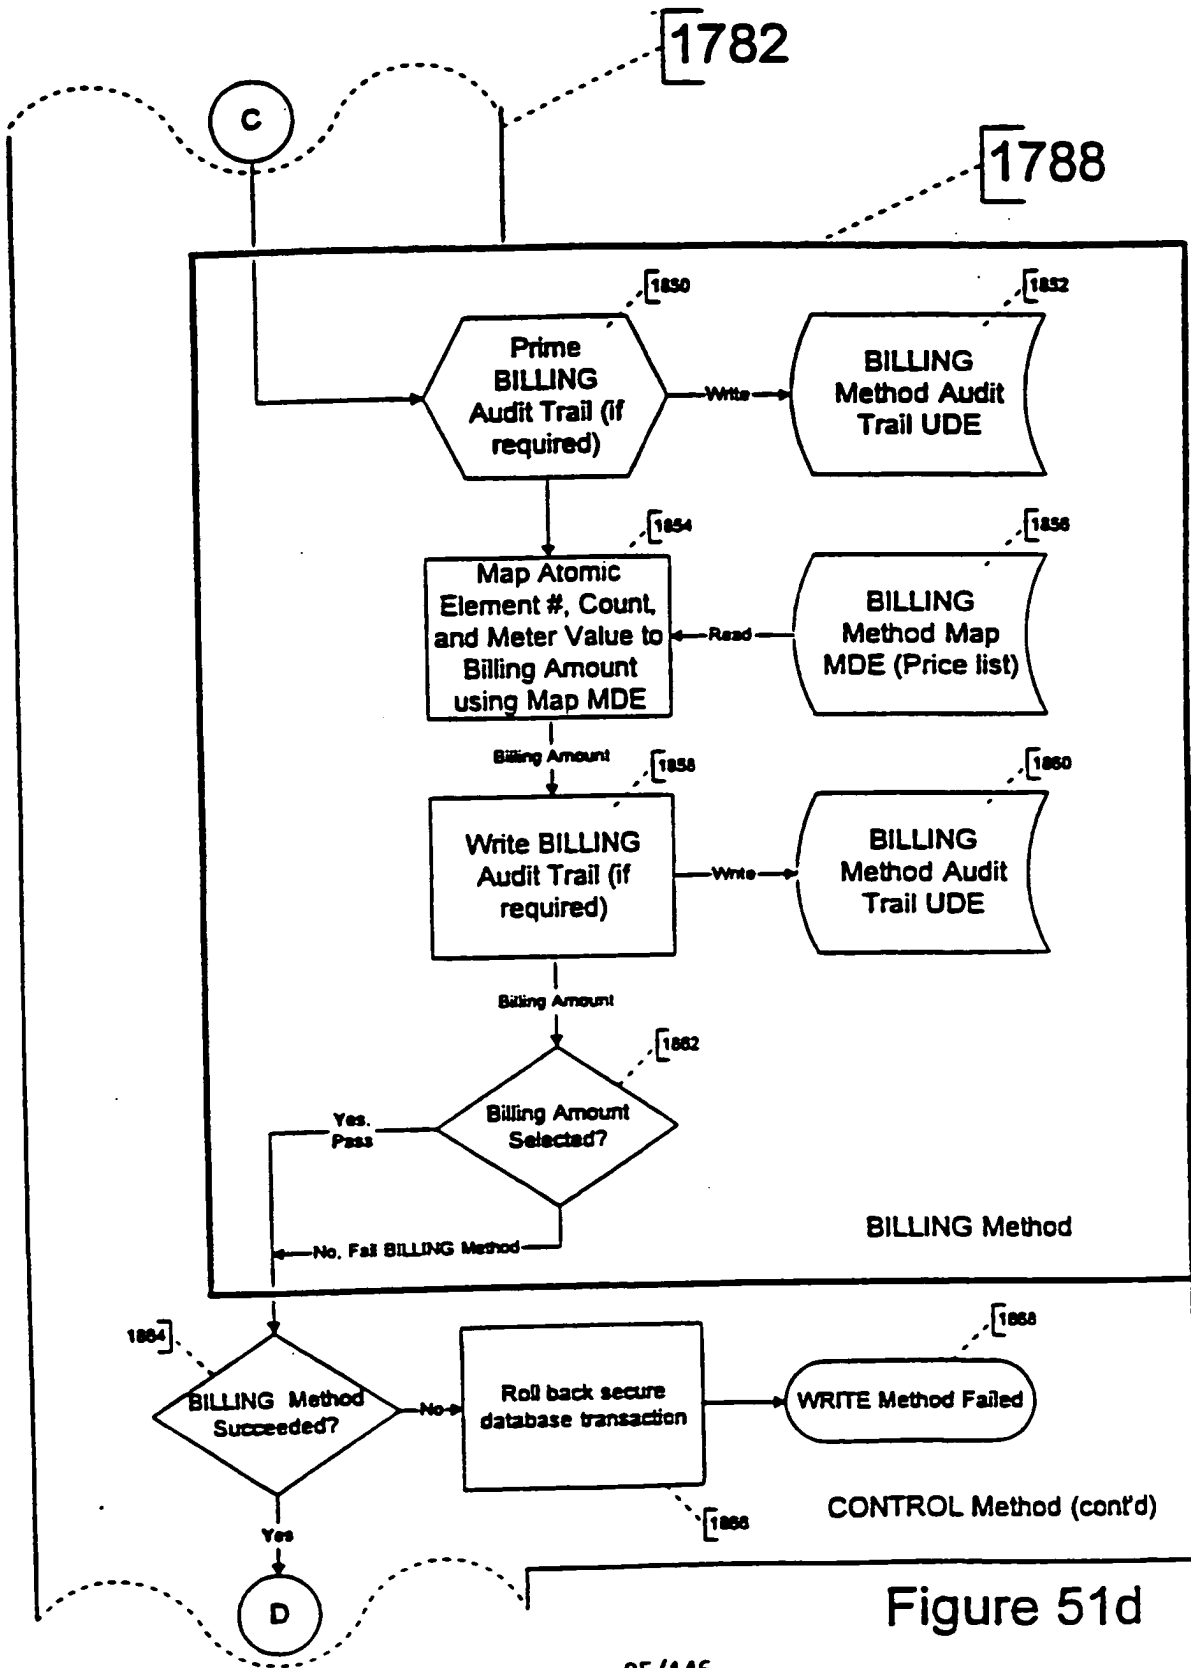 1782
C
1788
1850
1852
Prime
BILLING
Audit Trail (if
required)
Write
BILLING
Method Audit
Trail UDE
1854
1856
Map Atomic
Element #, Count,
and Meter Value to
Billing Amount
using Map MDE
Read
BILLING
Method Map
MDE (Price list)
Billing Amount
1858
1860
Write BILLING
Audit Trail (if
required)
Write
BILLING
Method Audit
Trail UDE
Billing Amount
1862
Billing Amount
Selected?
Yes.
Pass
No, Fail BILLING Method
BILLING Method
1864
1868
BILLING Method
Succeeded?
No
Roll back secure
database transaction
WRITE Method Failed
1866
CONTROL Method (cont'd)
Yes
D
Figure 51d